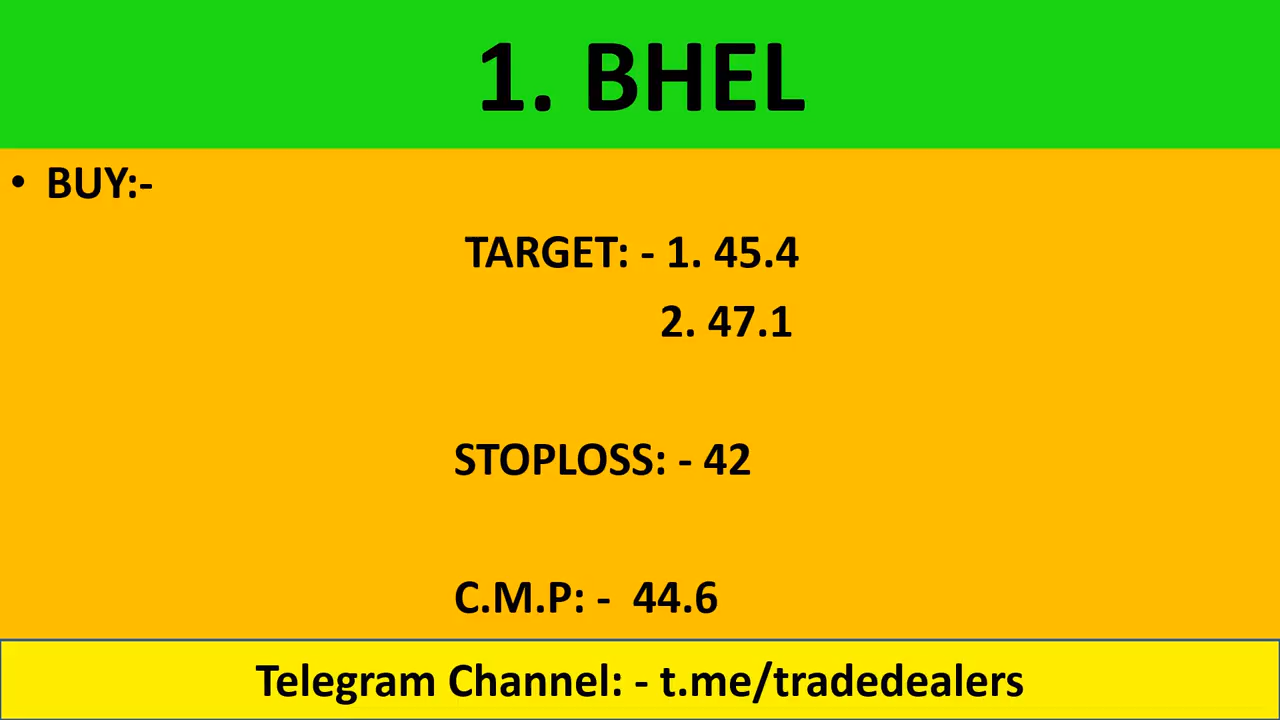 1. BHEL
• BUY:-
TARGET: - 1. 45.4
2. 47.1
STOPLOSS: - 42
C.M.P: - 44.6
Telegram Channel: - t.me/tradedealers